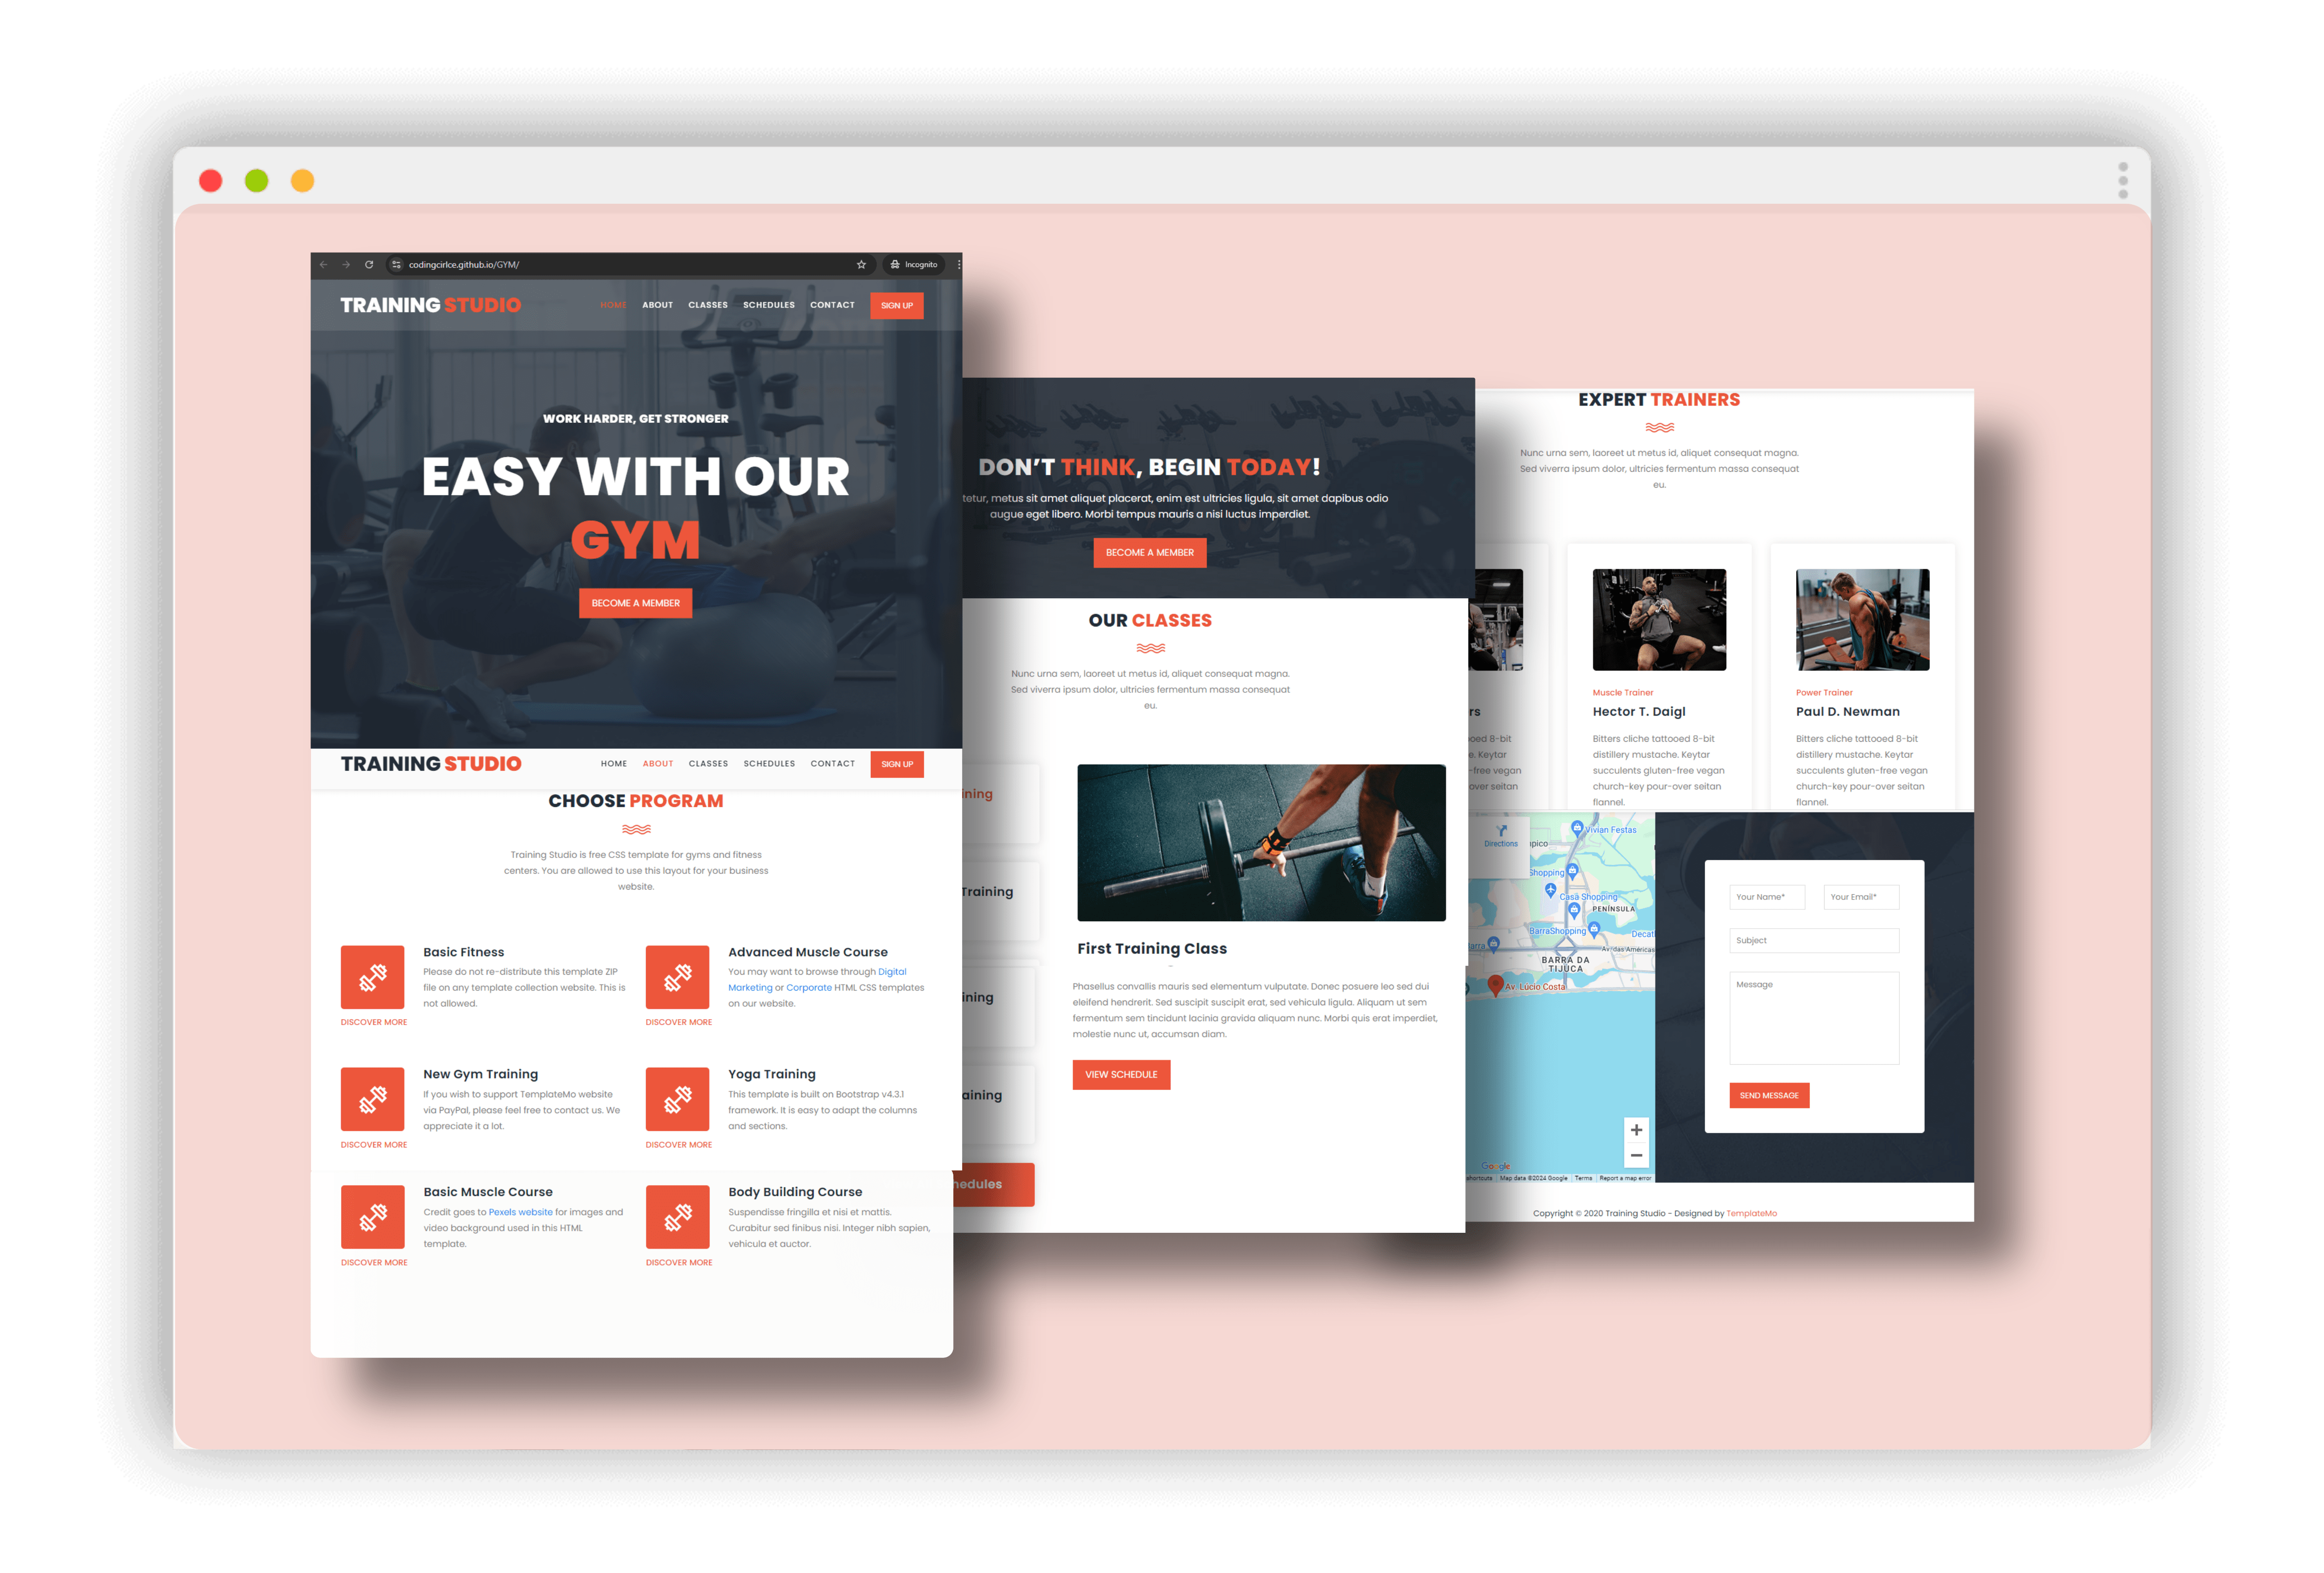 codingcirlce.github.io/GYM/
Incognito
TRAINING STUDIO
HOME ABOUT CLASSES SCHEDULES CONTACT SIGN UP
WORK HARDER, GET STRONGER
EASY WITH OUR
GYM
BECOME A MEMBER
TRAINING STUDIO
HOME ABOUT CLASSES SCHEDULES CONTACT SIGN UP
CHOOSE PROGRAM
Training Studio is free CSS template for gyms and fitness
centers. You are allowed to use this layout for your business
website.
Basic Fitness
Please do not re-distribute this template ZIP
file on any template collection website. This is
not allowed.
DISCOVER MORE
Advanced Muscle Course
You may want to browse through Digital
Marketing or Corporate HTML CSS templates
on our website.
DISCOVER MORE
New Gym Training
If you wish to support TemplateMo website
via PayPal, please feel free to contact us. We
appreciate it a lot.
DISCOVER MORE
Yoga Training
This template is built on Bootstrap v4.3.1
framework. It is easy to adapt the columns
and sections.
DISCOVER MORE
Basic Muscle Course
Credit goes to Pexels website for images and
video background used in this HTML
template.
DISCOVER MORE
Body Building Course
Suspendisse fringilla et nisi et mattis.
Curabitur sed finibus nisi. Integer nibh sapien,
vehicula et auctor.
DISCOVER MORE
DON'T THINK, BEGIN TODAY!
tetur, metus sit amet aliquet placerat, enim est ultricies ligula, sit amet dapibus odio
augue eget libero. Morbi tempus mauris a nisi luctus imperdiet.
BECOME A MEMBER
OUR CLASSES
Nunc urna sem, laoreet ut metus id, aliquet consequat magna.
Sed viverra ipsum dolor, ultricies fermentum massa consequat
eu.
ining
Training
ining
aining
hedules
First Training Class
Phasellus convallis mauris sed elementum vulputate. Donec posuere leo sed dui
eleifend hendrerit. Sed suscipit suscipit erat, sed vehicula ligula. Aliquam ut sem
fermentum sem tincidunt lacinia gravida aliquam nunc. Morbi quis erat imperdiet,
molestie nunc ut, accumsan diam.
VIEW SCHEDULE
EXPERT TRAINERS
Nunc urna sem, laoreet ut metus id, aliquet consequat magna.
Sed viverra ipsum dolor, ultricies fermentum massa consequat
eu.
rs
ooed 8-bit
e. Keytar
-free vegan
over seitan
Muscle Trainer
Hector T. Daigl
Bitters cliche tattooed 8-bit
distillery mustache. Keytar
succulents gluten-free vegan
church-key pour-over seitan
flannel.
Power Trainer
Paul D. Newman
Bitters cliche tattooed 8-bit
distillery mustache. Keytar
succulents gluten-free vegan
church-key pour-over seitan
flannel.
Directions
Vivian Festas
Shopping
Casa Shopping
PENÍNSULA
BarraShopping
Decat
Av. das Américas
BARRA DA
TIJUCA
Av. Lúcio Costa
Google
shortcuts Map data ©2024 Google Terms Report a map error
Your Name*
Your Email*
Subject
Message
SEND MESSAGE
Copyright © 2020 Training Studio - Designed by TemplateMo